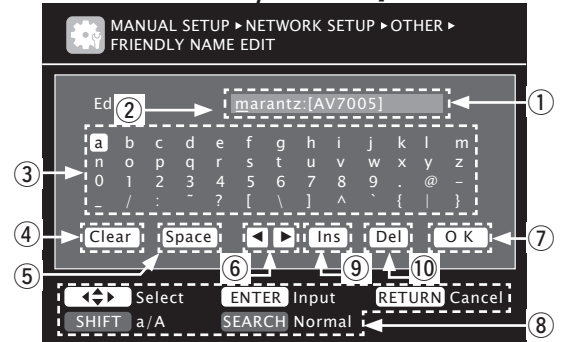 MANUAL SETUP ▸ NETWORK SETUP ▸ OTHER ▸
FRIENDLY NAME EDIT
Ed
② marantz:[AV7005] ①
a b c d e f g h i j k l m
n o p q r s t u v w x y z
③ 0 1 2 3 4 5 6 7 8 9 . @ -
_ / : ~ ? [ \ ] ^ ` { | }
④ Clear Space ◀ ▶ Ins Del O K ⑦
⑤ ⑥ ⑨ ⑩
Select ENTER Input RETURN Cancel
SHIFT a/A SEARCH Normal ⑧